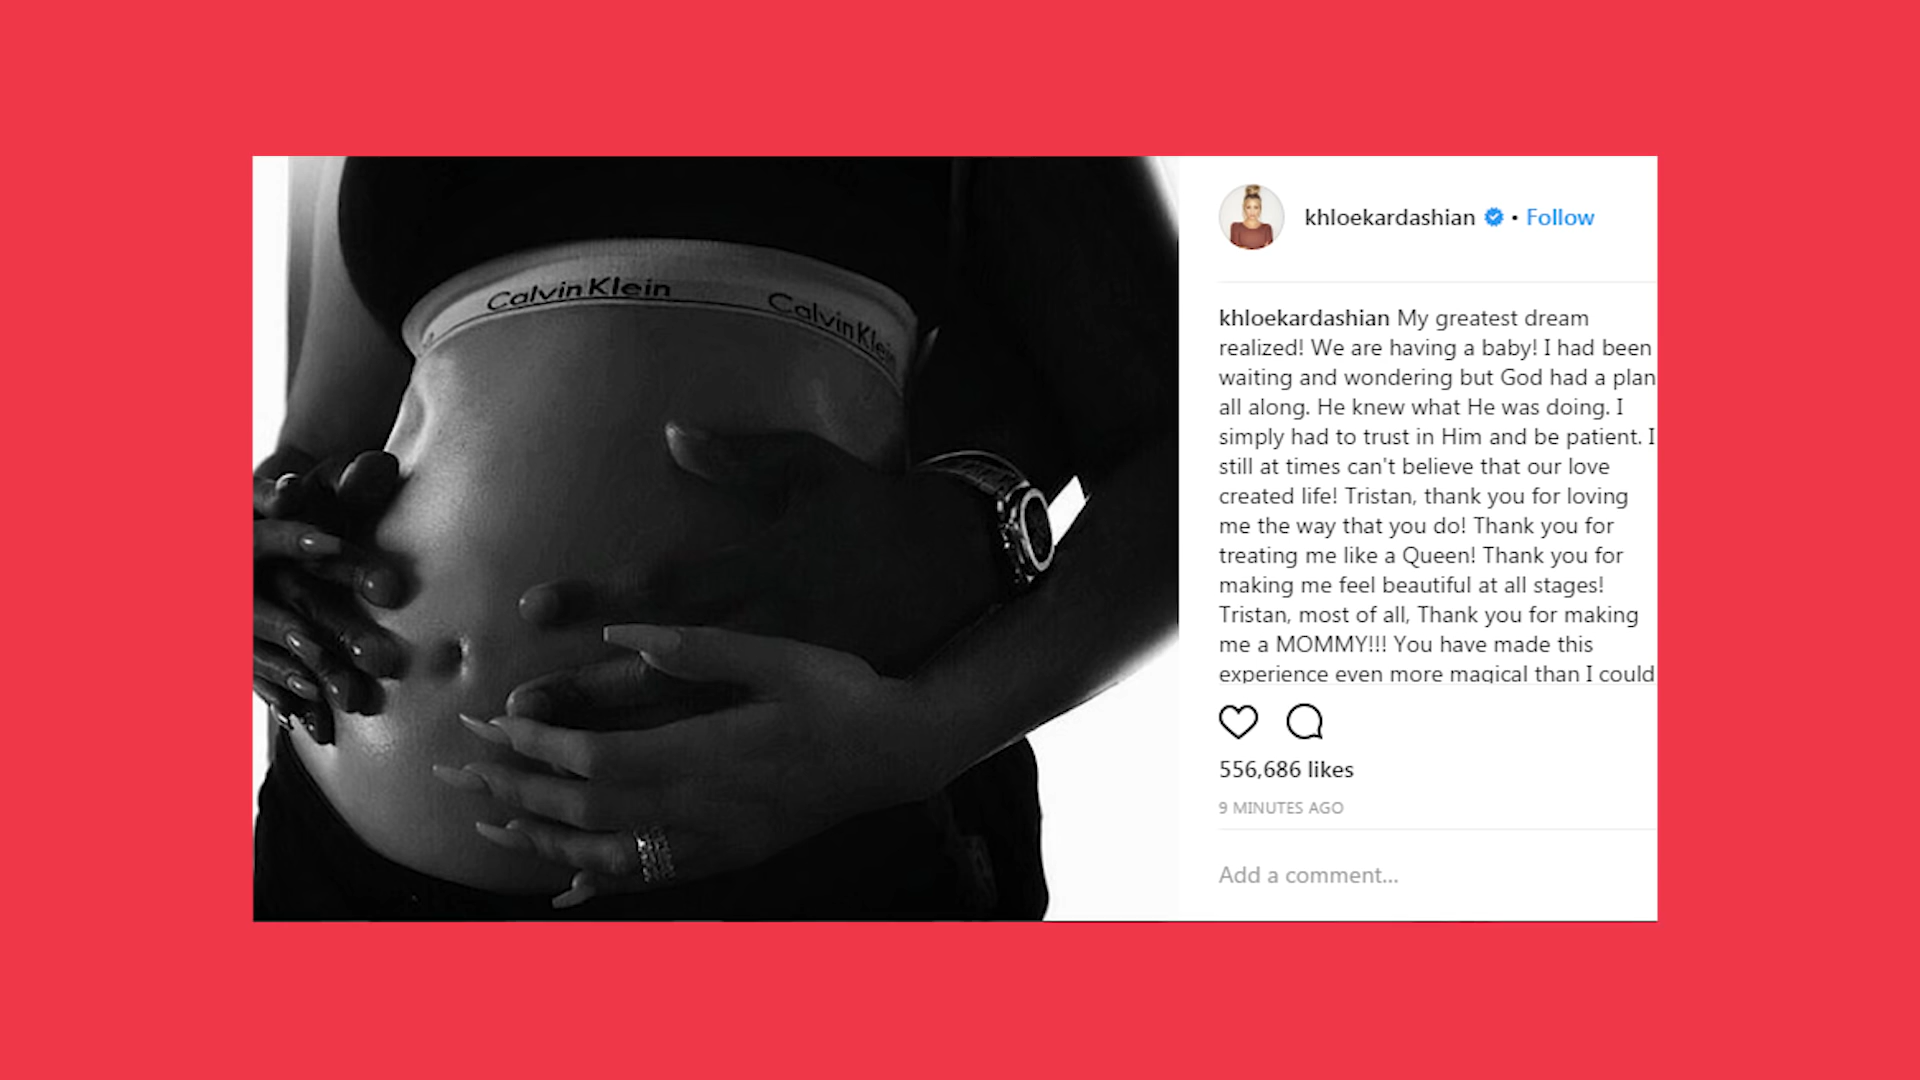 CalvinKlein
CalvinKlein
khloekardashian • Follow
khloekardashian My greatest dream
realized! We are having a baby! I had been
waiting and wondering but God had a plan
all along. He knew what He was doing. I
simply had to trust in Him and be patient. I
still at times can't believe that our love
created life! Tristan, thank you for loving
me the way that you do! Thank you for
treating me like a Queen! Thank you for
making me feel beautiful at all stages!
Tristan, most of all, Thank you for making
me a MOMMY!!! You have made this
experience even more magical than I could
556,686 likes
9 MINUTES AGO
Add a comment...